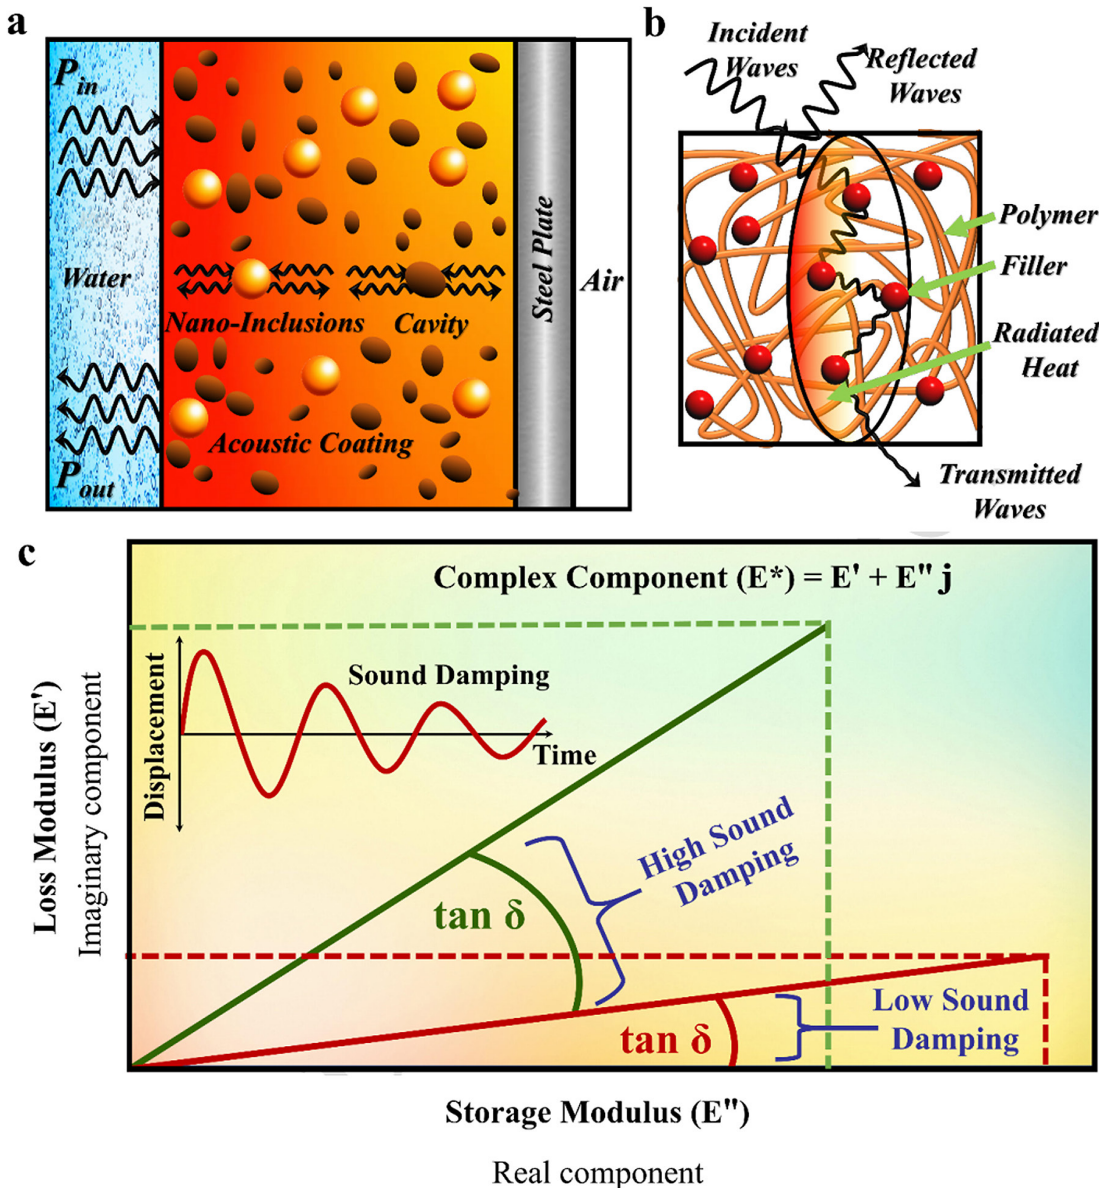 a
P_in
Water
Nano-Inclusions
Cavity
Acoustic Coating
P_out
Steel Plate
Air
b
Incident
Waves
Reflected
Waves
Polymer
Filler
Radiated
Heat
Transmitted
Waves
c
Complex Component (E*) = E' + E" j
Displacement
Sound Damping
Time
High Sound
Damping
tan δ
Low Sound
Damping
tan δ
Loss Modulus (E')
Imaginary component
Storage Modulus (E")
Real component